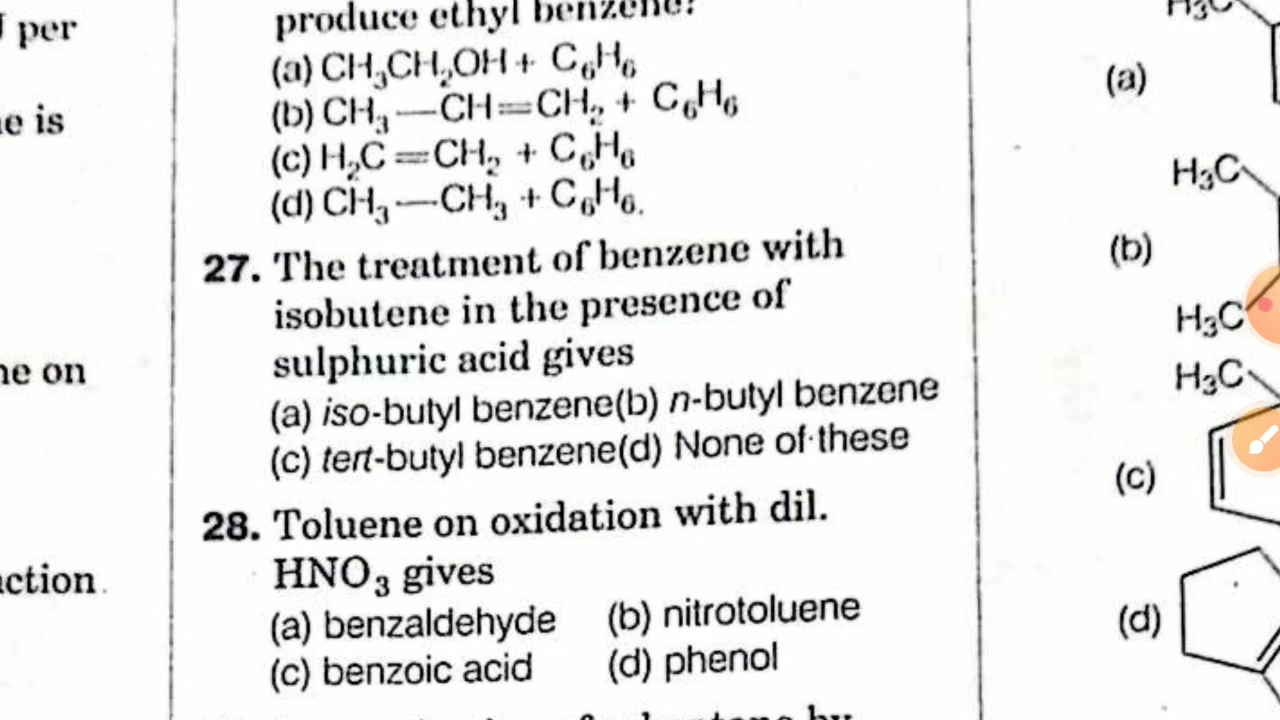 per
e is
ne on
action.
produce ethyl benzene?
(a) CH₃CH₂OH + C₆H₆
(b) CH₃—CH=CH₂ + C₆H₆
(c) H₂C=CH₂ + C₆H₆
(d) CH₃—CH₃ + C₆H₆.
27. The treatment of benzene with
isobutene in the presence of
sulphuric acid gives
(a) iso-butyl benzene(b) n-butyl benzene
(c) tert-butyl benzene(d) None of these
28. Toluene on oxidation with dil.
HNO₃ gives
(a) benzaldehyde (b) nitrotoluene
(c) benzoic acid (d) phenol
H₃C
(a)
H₃C
(b)
H₃C
H₃C
(c)
(d)